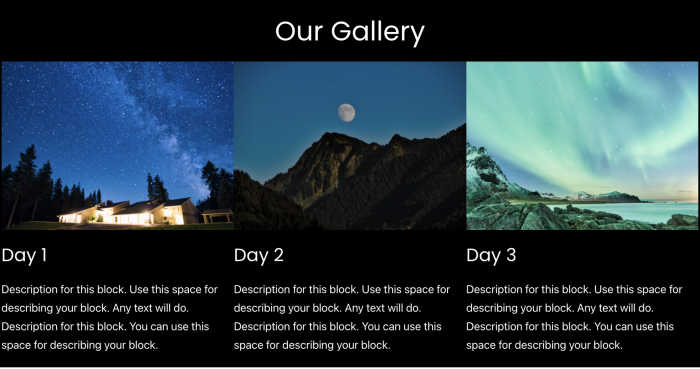 Our Gallery
Day 1
Description for this block. Use this space for
describing your block. Any text will do.
Description for this block. You can use this
space for describing your block.
Day 2
Description for this block. Use this space for
describing your block. Any text will do.
Description for this block. You can use this
space for describing your block.
Day 3
Description for this block. Use this space for
describing your block. Any text will do.
Description for this block. You can use this
space for describing your block.